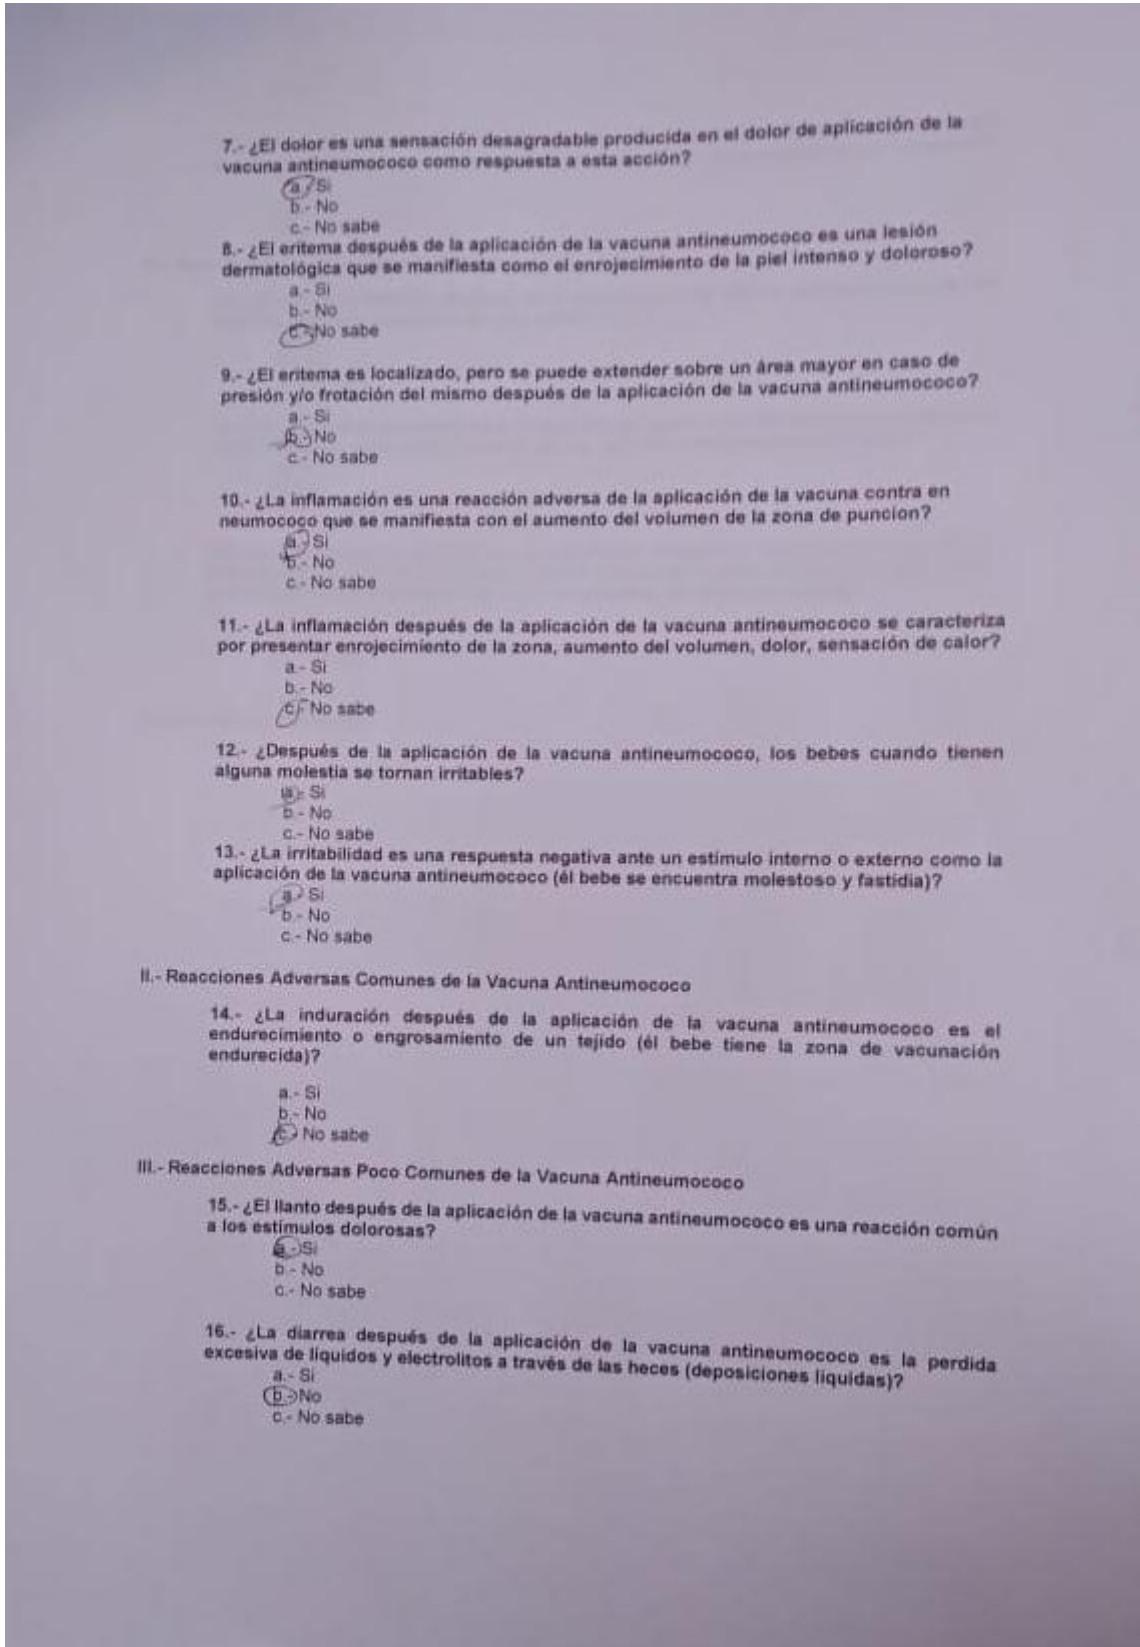 7.- ¿El dolor es una sensación desagradable producida en el dolor de aplicación de la
vacuna antineumococo como respuesta a esta acción?
a.- Si
b.- No
c.- No sabe
8.- ¿El eritema después de la aplicación de la vacuna antineumococo es una lesión
dermatológica que se manifiesta como el enrojecimiento de la piel intenso y doloroso?
a.- Si
b.- No
c.- No sabe
9.- ¿El eritema es localizado, pero se puede extender sobre un área mayor en caso de
presión y/o frotación del mismo después de la aplicación de la vacuna antineumococo?
a.- Si
b.- No
c.- No sabe
10.- ¿La inflamación es una reacción adversa de la aplicación de la vacuna contra en
neumococo que se manifiesta con el aumento del volumen de la zona de puncion?
a.- Si
b.- No
c.- No sabe
11.- ¿La inflamación después de la aplicación de la vacuna antineumococo se caracteriza
por presentar enrojecimiento de la zona, aumento del volumen, dolor, sensación de calor?
a.- Si
b.- No
c.- No sabe
12.- ¿Después de la aplicación de la vacuna antineumococo, los bebes cuando tienen
alguna molestia se tornan irritables?
a.- Si
b.- No
c.- No sabe
13.- ¿La irritabilidad es una respuesta negativa ante un estímulo interno o externo como la
aplicación de la vacuna antineumococo (él bebe se encuentra molestoso y fastidia)?
a.- Si
b.- No
c.- No sabe
II.- Reacciones Adversas Comunes de la Vacuna Antineumococo
14.- ¿La induración después de la aplicación de la vacuna antineumococo es el
endurecimiento o engrosamiento de un tejido (él bebe tiene la zona de vacunación
endurecida)?
a.- Si
b.- No
c.- No sabe
III.- Reacciones Adversas Poco Comunes de la Vacuna Antineumococo
15.- ¿El llanto después de la aplicación de la vacuna antineumococo es una reacción común
a los estímulos dolorosas?
a.- Si
b.- No
c.- No sabe
16.- ¿La diarrea después de la aplicación de la vacuna antineumococo es la perdida
excesiva de líquidos y electrolitos a través de las heces (deposiciones liquidas)?
a.- Si
b.- No
c.- No sabe